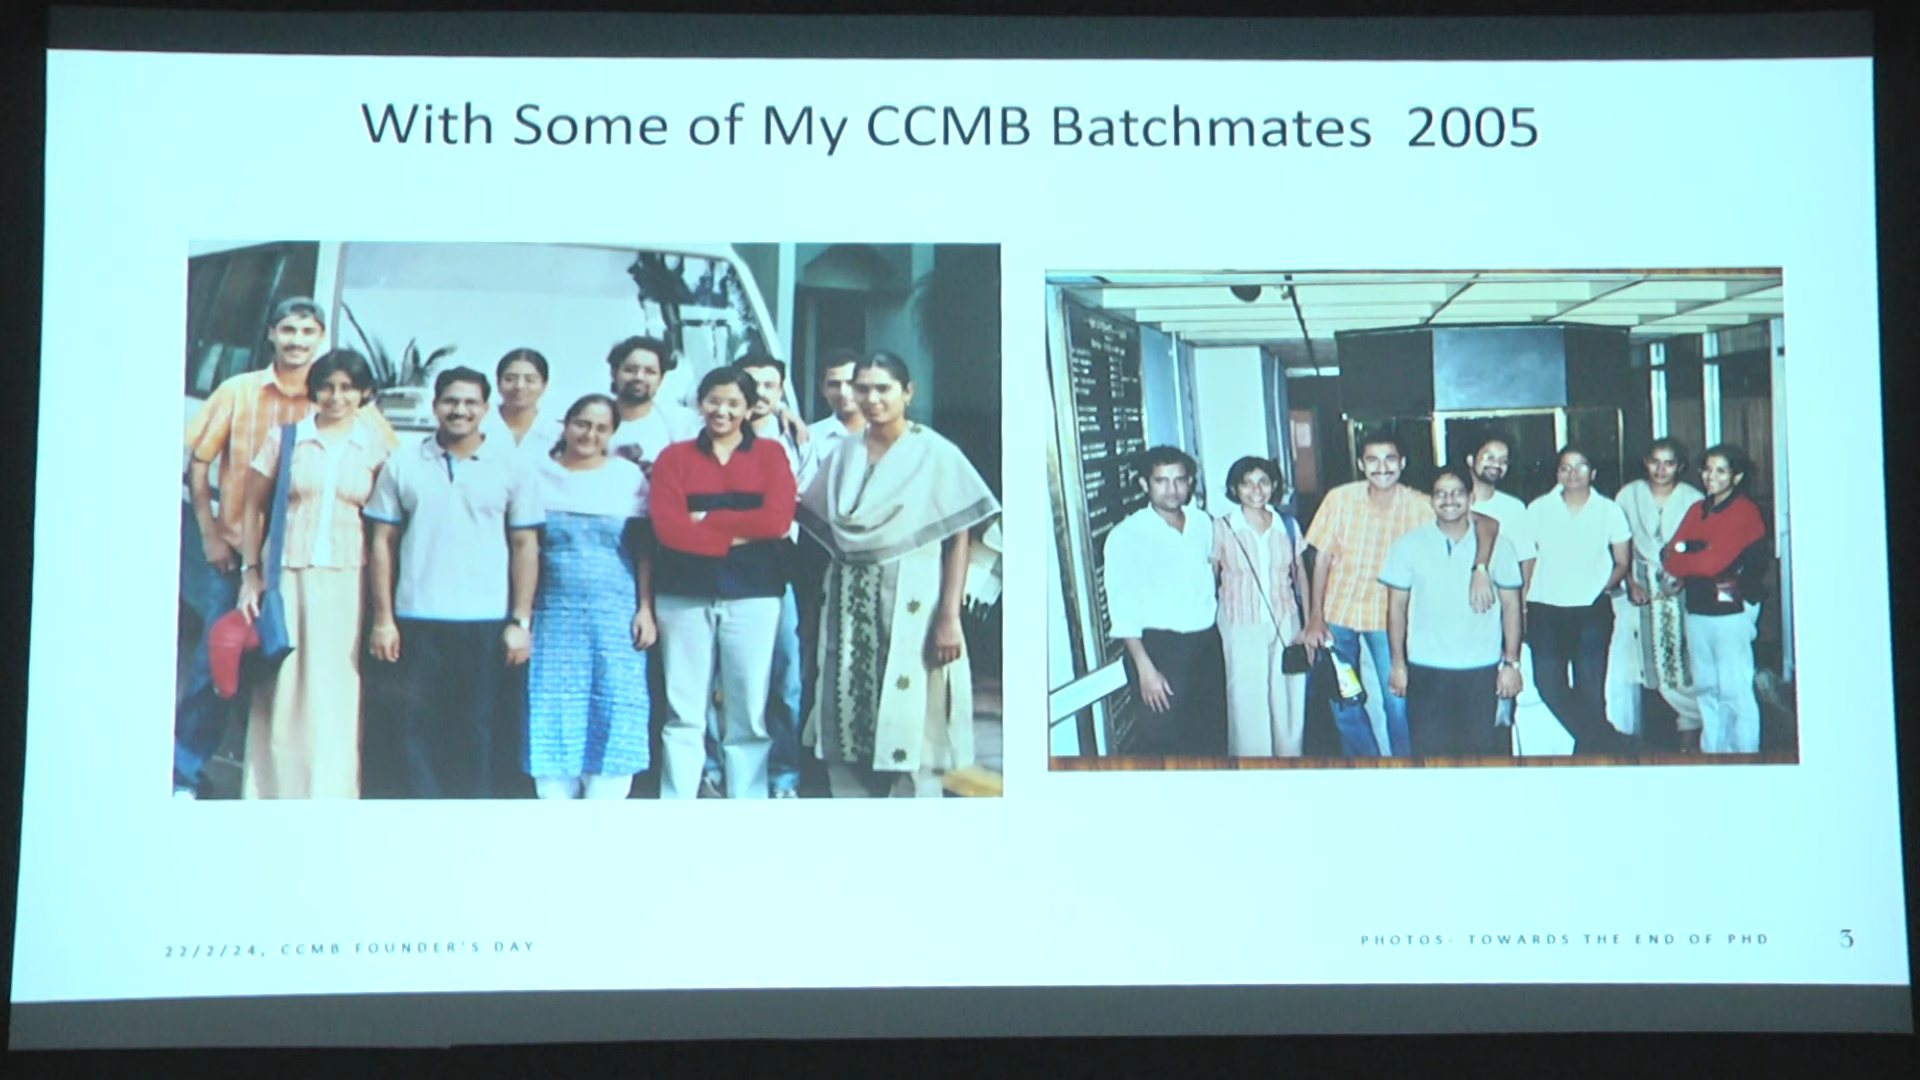 With Some of My CCMB Batchmates 2005
22/2/24, CCMB FOUNDER'S DAY
PHOTOS- TOWARDS THE END OF PHD
3